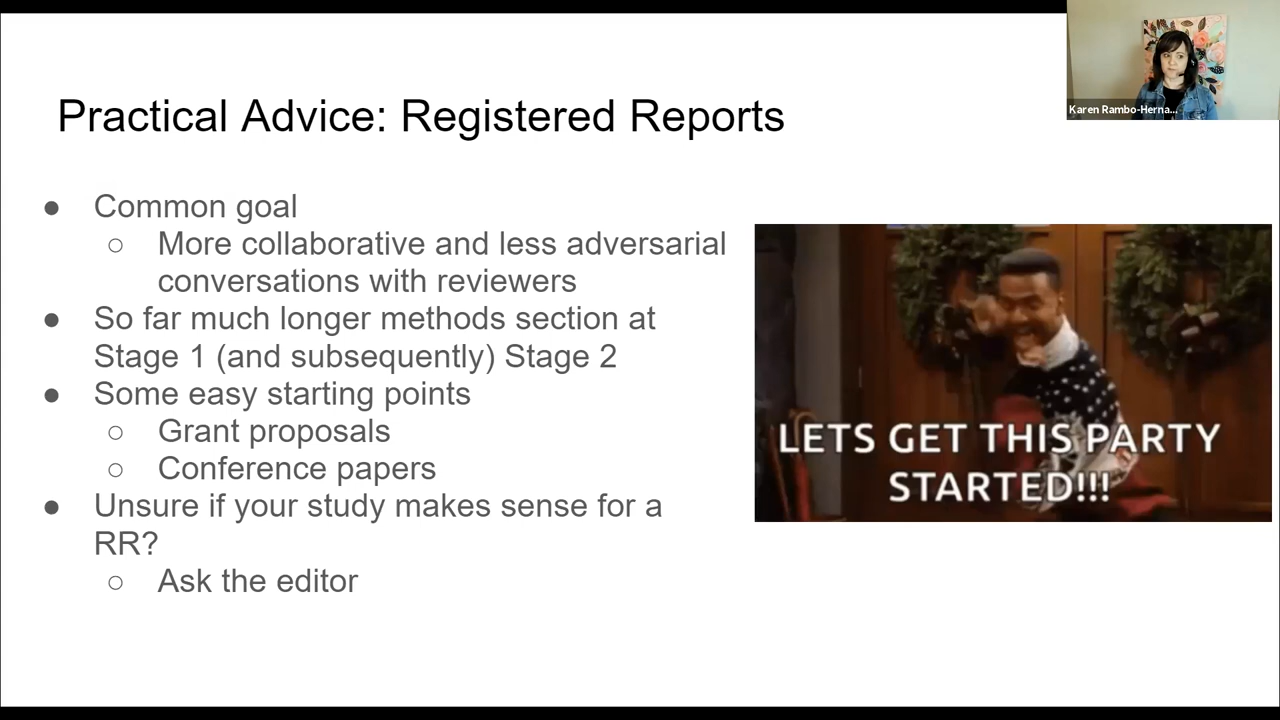 Karen Rambo-Herna...
Practical Advice: Registered Reports
● Common goal
○ More collaborative and less adversarial
conversations with reviewers
● So far much longer methods section at
Stage 1 (and subsequently) Stage 2
● Some easy starting points
○ Grant proposals
○ Conference papers
● Unsure if your study makes sense for a
RR?
○ Ask the editor
LETS GET THIS PARTY
STARTED!!!